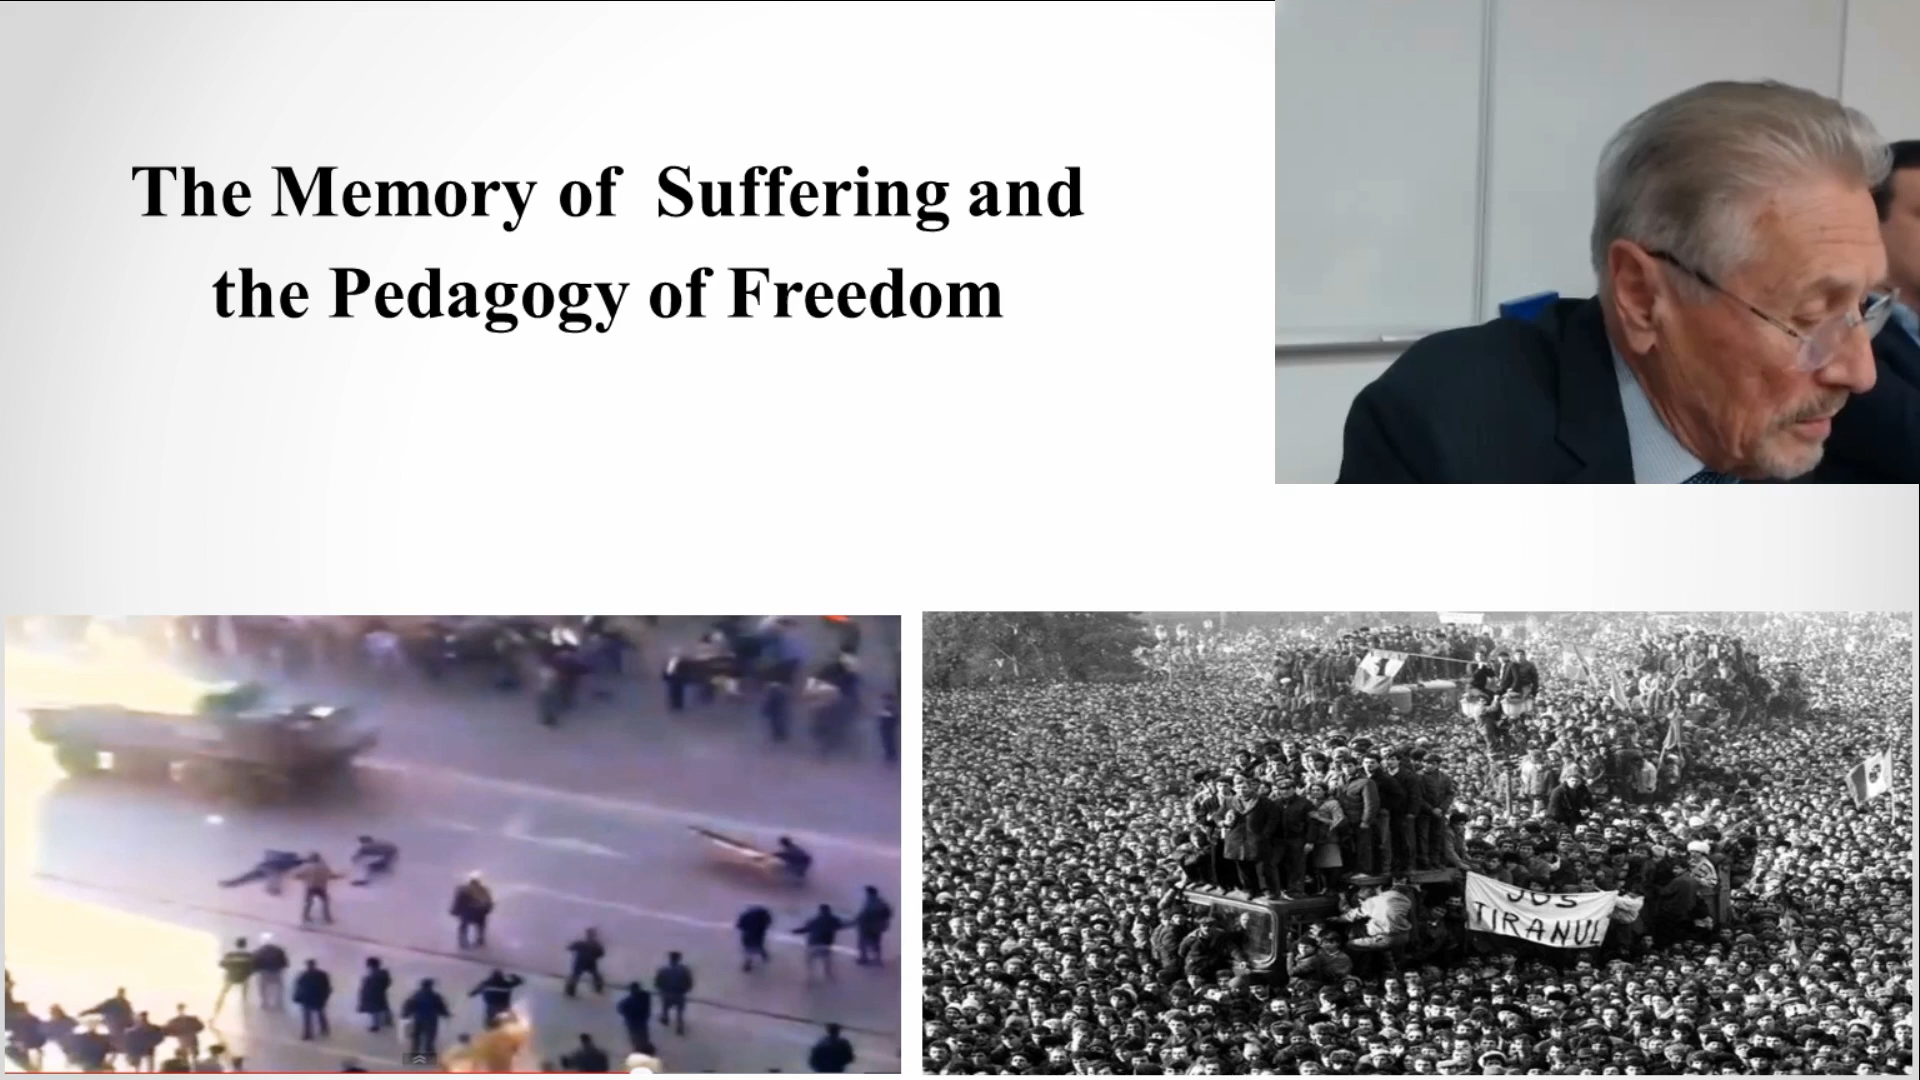 The Memory of Suffering and
the Pedagogy of Freedom
JOS
TIRANUL